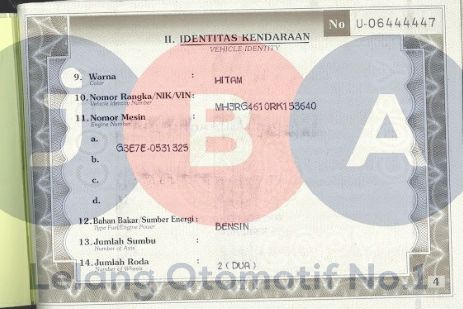 No U-06444447
II. IDENTITAS KENDARAAN
VEHICLE IDENTITY
9. Warna : HITAM
Color
10. Nomor Rangka/NIK/VIN: MH3RG4610RK153640
Vehicle Identity Number
11. Nomor Mesin :
Engine Number
a. G3E7E-0531325
b.
c.
d.
12. Bahan Bakar/Sumber Energi : BENSIN
Type Fuel/Engine Power
13. Jumlah Sumbu :
Number of Axle
14. Jumlah Roda : 2 ( DUA )
Number of Wheels
4
j B A
Lelang Otomotif No.1